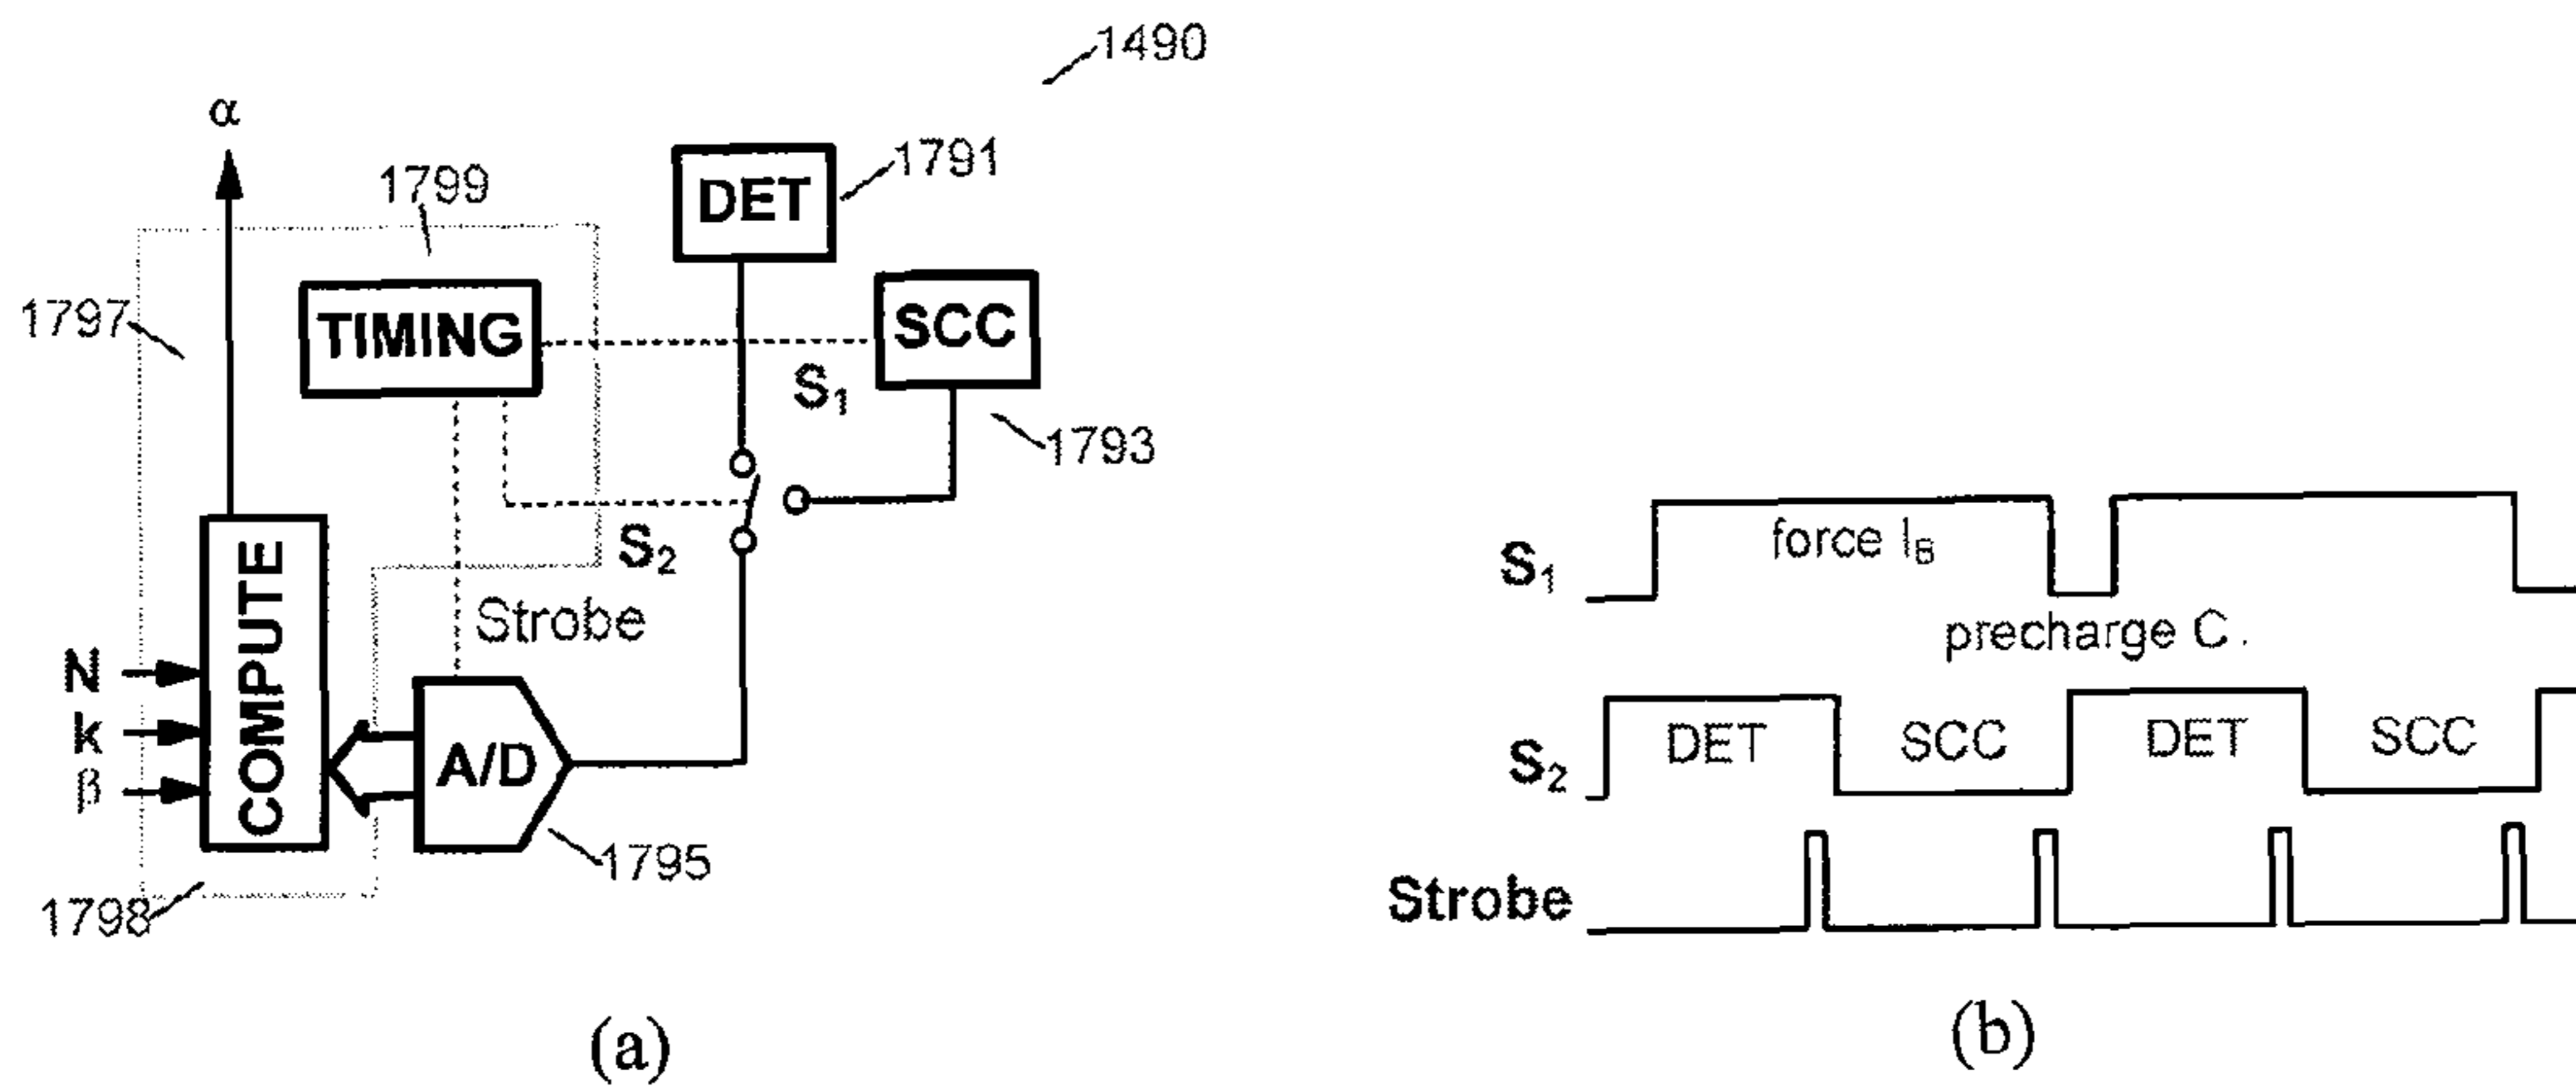 1490
α
1799
DET
1791
1797
TIMING
SCC
S₁
1793
S₂
Strobe
COMPUTE
N
k
β
A/D
1795
1798
(a)
S₁
force I_B
precharge C.
S₂
DET
SCC
DET
SCC
Strobe
(b)